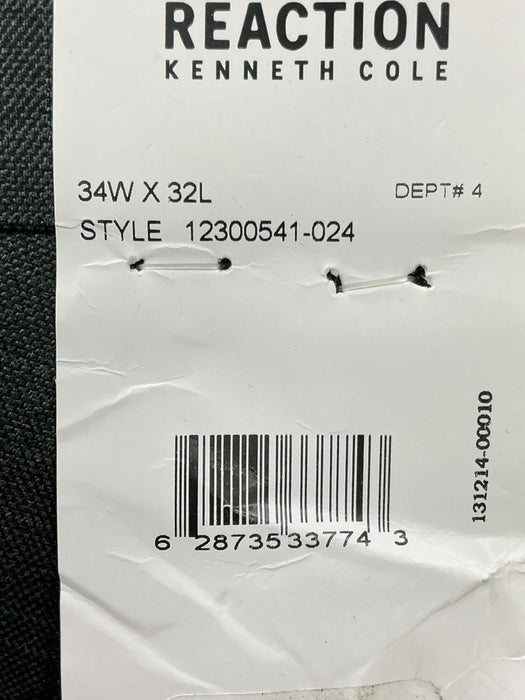 REACTION
KENNETH COLE
34W X 32L
DEPT# 4
STYLE 12300541-024
131214-00010
6 28735 33774 3